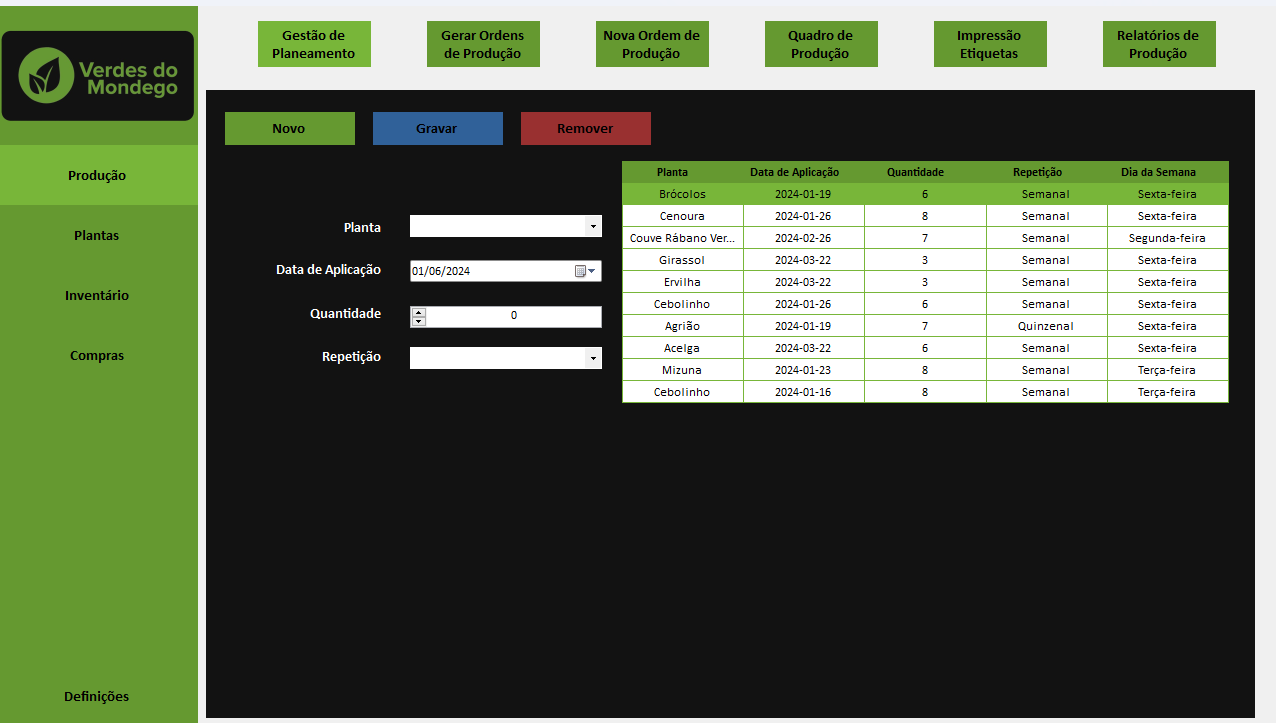 Verdes do
Mondego
Produção
Plantas
Inventário
Compras
Definições
Gestão de
Planeamento
Gerar Ordens
de Produção
Nova Ordem de
Produção
Quadro de
Produção
Impressão
Etiquetas
Relatórios de
Produção
Novo Gravar Remover
Planta
Data de Aplicação 01/06/2024
Quantidade 0
Repetição
Planta Data de Aplicação Quantidade Repetição Dia da Semana
Brócolos 2024-01-19 6 Semanal Sexta-feira
Cenoura 2024-01-26 8 Semanal Sexta-feira
Couve Rábano Ver... 2024-02-26 7 Semanal Segunda-feira
Girassol 2024-03-22 3 Semanal Sexta-feira
Ervilha 2024-03-22 3 Semanal Sexta-feira
Cebolinho 2024-01-26 6 Semanal Sexta-feira
Agrião 2024-01-19 7 Quinzenal Sexta-feira
Acelga 2024-03-22 6 Semanal Sexta-feira
Mizuna 2024-01-23 8 Semanal Terça-feira
Cebolinho 2024-01-16 8 Semanal Terça-feira